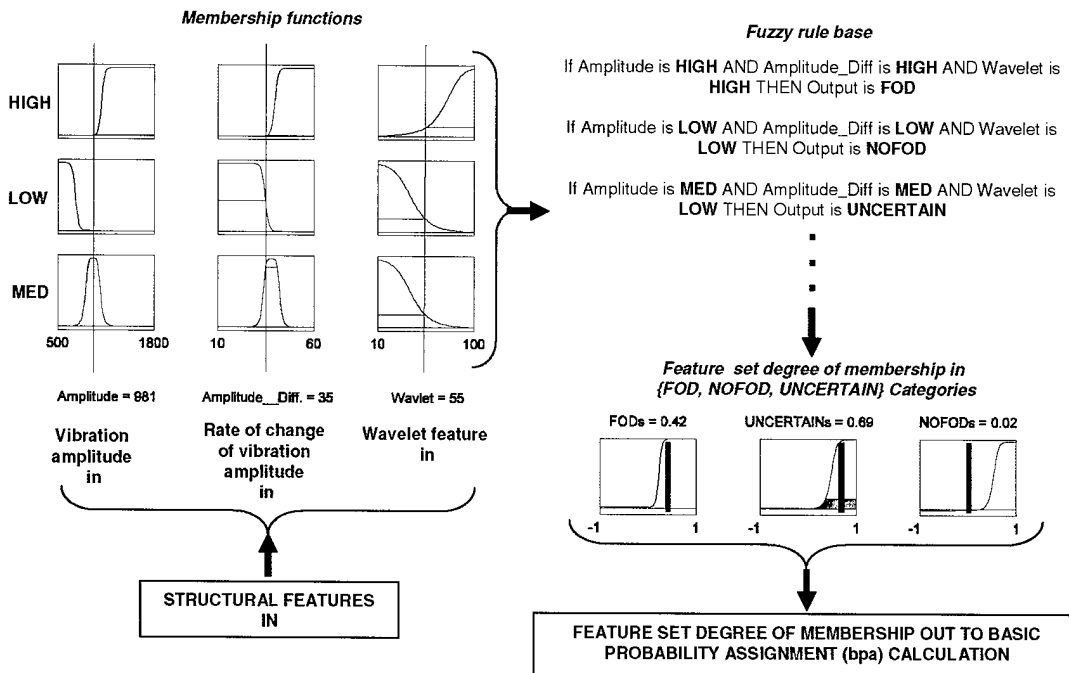 Membership functions
HIGH
LOW
MED
500
1800
10
60
10
100
Amplitude = 981
Amplitude__Diff. = 35
Wavlet = 55
Vibration
amplitude
in
Rate of change
of vibration
amplitude
in
Wavelet feature
in
STRUCTURAL FEATURES
IN
Fuzzy rule base
If Amplitude is HIGH AND Amplitude_Diff is HIGH AND Wavelet is
HIGH THEN Output is FOD
If Amplitude is LOW AND Amplitude_Diff is LOW AND Wavelet is
LOW THEN Output is NOFOD
If Amplitude is MED AND Amplitude_Diff is MED AND Wavelet is
LOW THEN Output is UNCERTAIN
Feature set degree of membership in
{FOD, NOFOD, UNCERTAIN} Categories
FODs = 0.42
UNCERTAINs = 0.69
NOFODs = 0.02
-1
1
-1
1
-1
1
FEATURE SET DEGREE OF MEMBERSHIP OUT TO BASIC
PROBABILITY ASSIGNMENT (bpa) CALCULATION